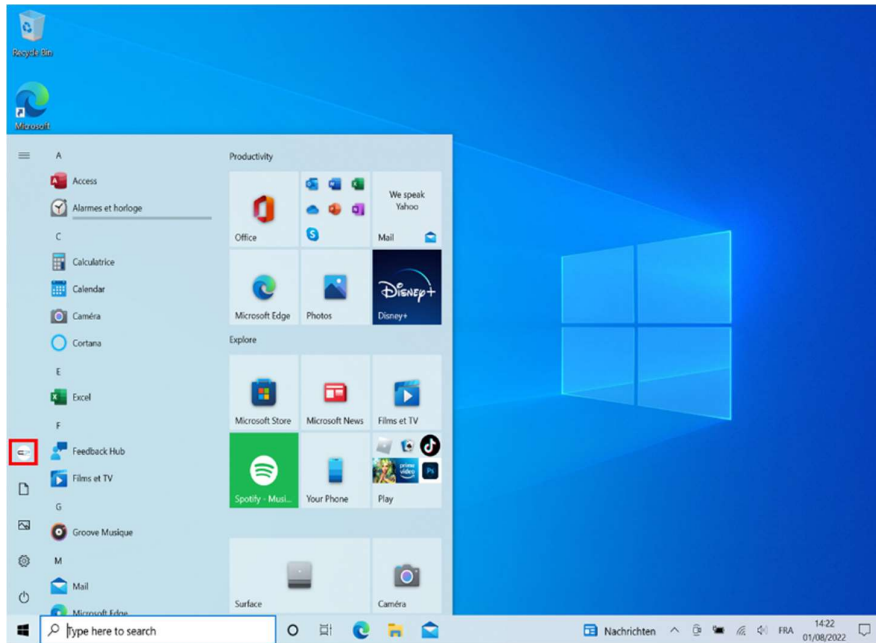 Recycle Bin
Microsoft
A
Access
Alarmes et horloge
C
Calculatrice
Calendar
Caméra
Cortana
E
Excel
F
Feedback Hub
Films et TV
G
Groove Musique
M
Mail
Microsoft Edge
Productivity
Office
We speak
Yahoo
Mail
Microsoft Edge
Photos
Disney+
Disney+
Explore
Microsoft Store
Microsoft News
Films et TV
Spotify - Musi...
Your Phone
prime
video
Ps
Play
Surface
Caméra
Type here to search
Nachrichten
FRA
14:22
01/08/2022